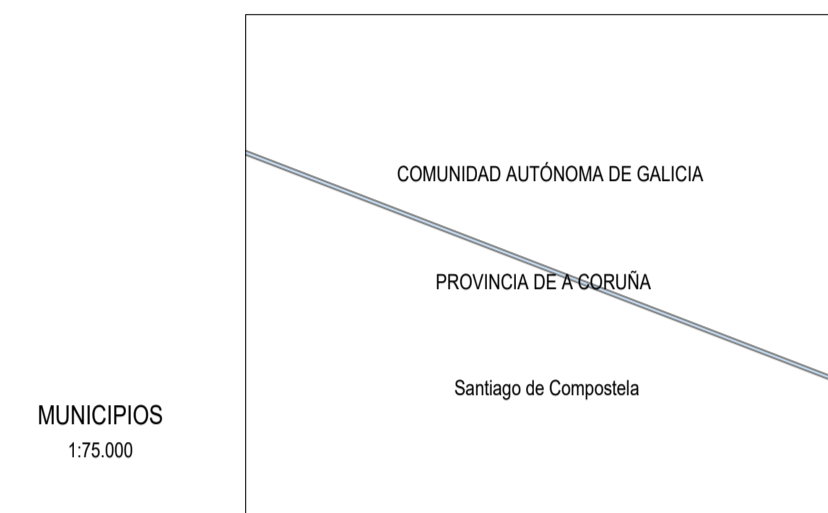 COMUNIDAD AUTÓNOMA DE GALICIA
PROVINCIA DE A CORUÑA
Santiago de Compostela
MUNICIPIOS
1:75.000